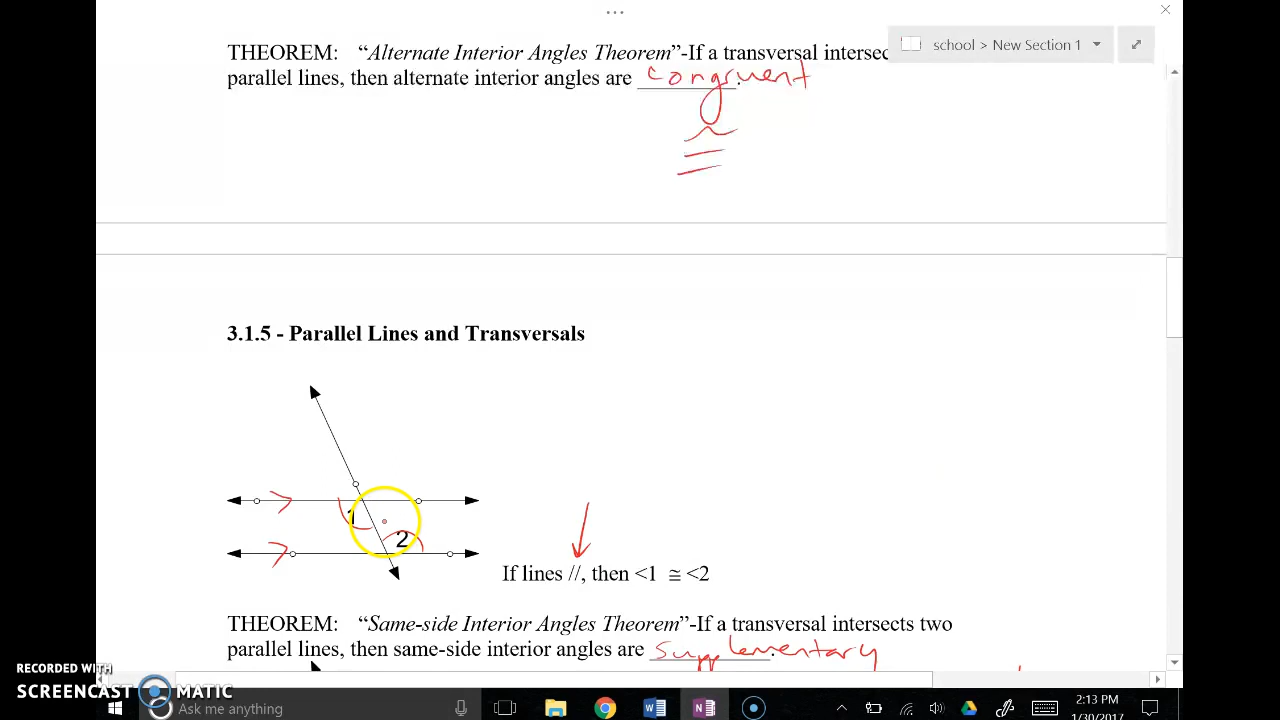 ...
THEOREM: “Alternate Interior Angles Theorem”-If a transversal
school > New Section 1
parallel lines, then alternate interior angles are congruent.
≅
3.1.5 - Parallel Lines and Transversals
1
2
If lines //, then <1 ≅ <2
THEOREM: “Same-side Interior Angles Theorem”-If a transversal intersects two
parallel lines, then same-side interior angles are supplementary.
RECORDED WITH
SCREENCAST MATIC
Ask me anything
2:13 PM
1/30/2017